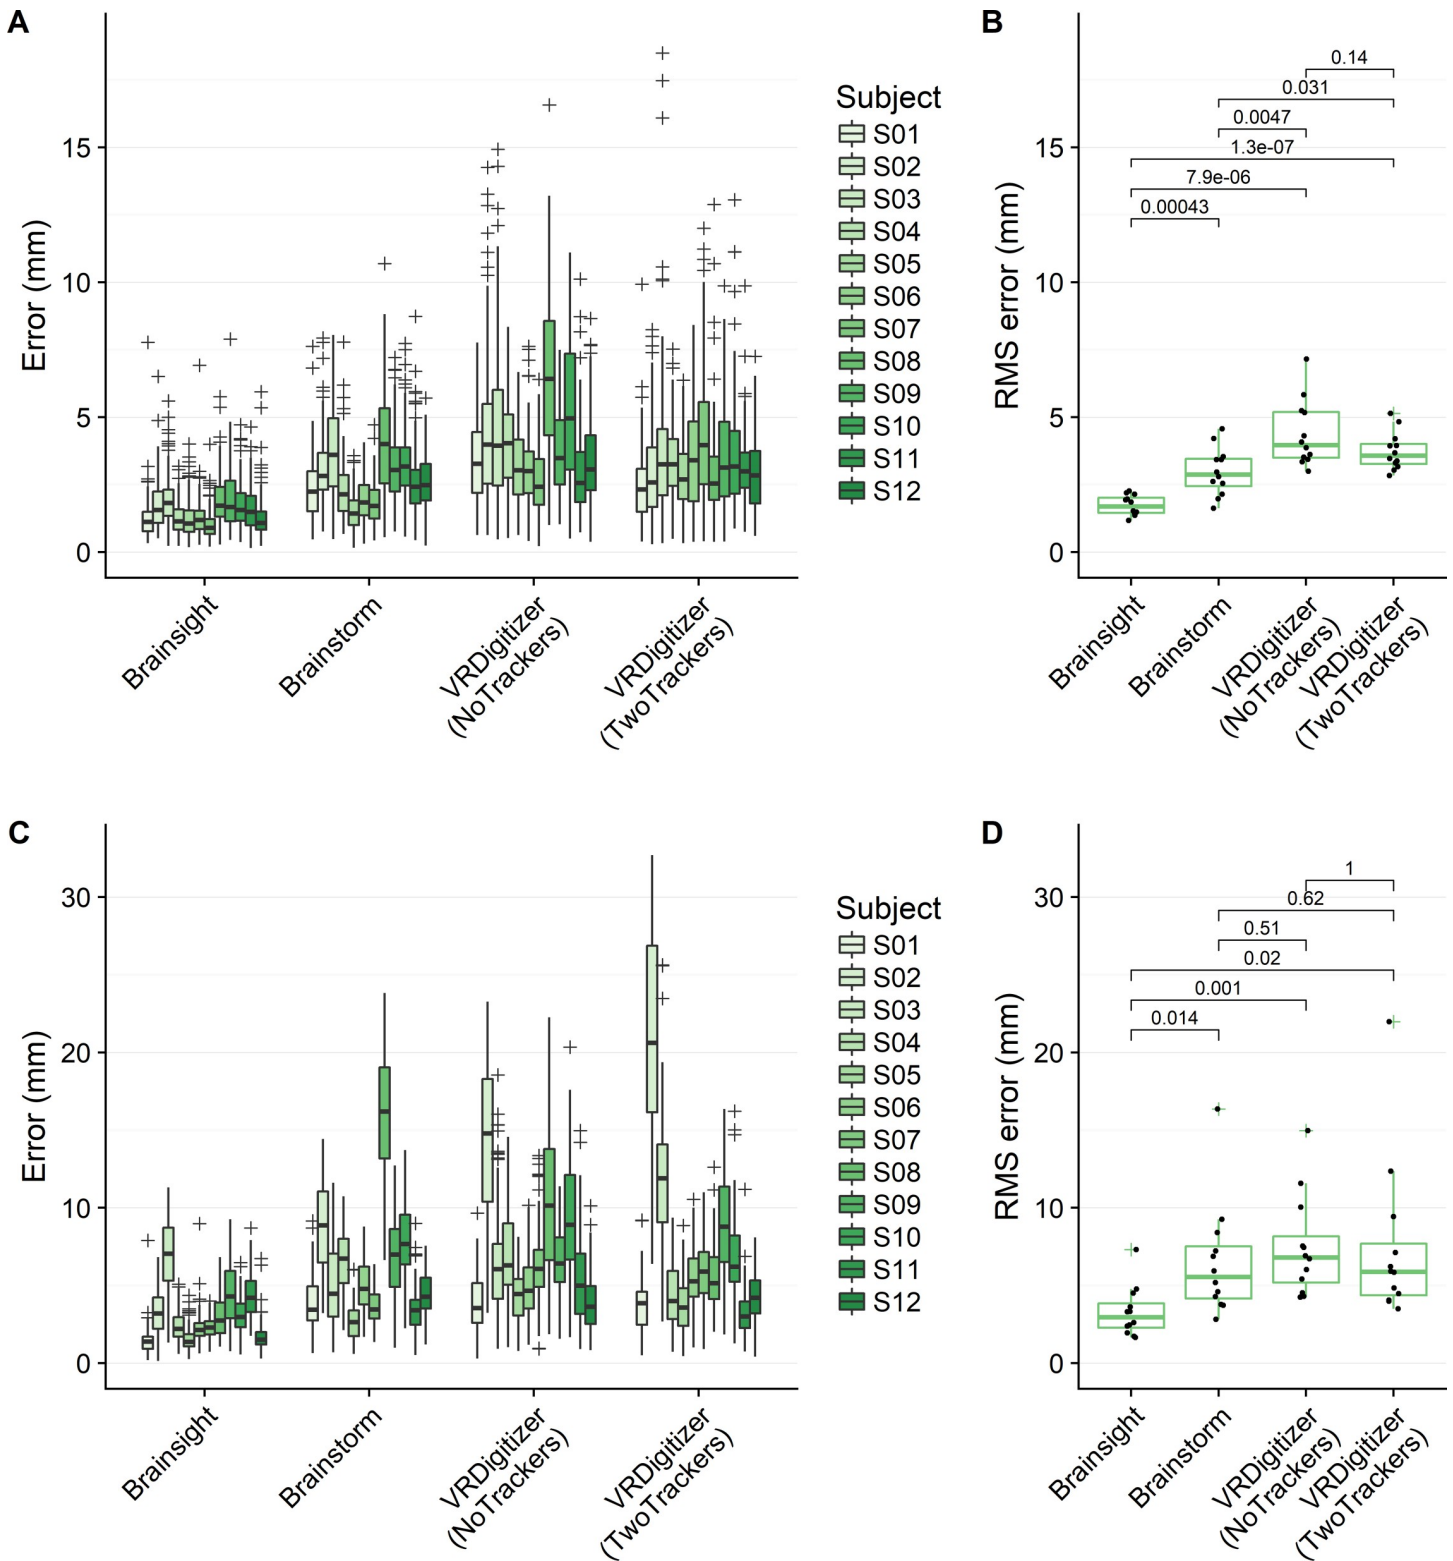 A
Error (mm)
15
10
5
0
Brainsight
Brainstorm
VRDigitizer
(NoTrackers)
VRDigitizer
(TwoTrackers)
Subject
S01
S02
S03
S04
S05
S06
S07
S08
S09
S10
S11
S12
B
RMS error (mm)
15
10
5
0
0.14
0.031
0.0047
1.3e-07
7.9e-06
0.00043
Brainsight
Brainstorm
VRDigitizer
(NoTrackers)
VRDigitizer
(TwoTrackers)
C
Error (mm)
30
20
10
0
Brainsight
Brainstorm
VRDigitizer
(NoTrackers)
VRDigitizer
(TwoTrackers)
Subject
S01
S02
S03
S04
S05
S06
S07
S08
S09
S10
S11
S12
D
RMS error (mm)
30
20
10
0
1
0.62
0.51
0.02
0.001
0.014
Brainsight
Brainstorm
VRDigitizer
(NoTrackers)
VRDigitizer
(TwoTrackers)